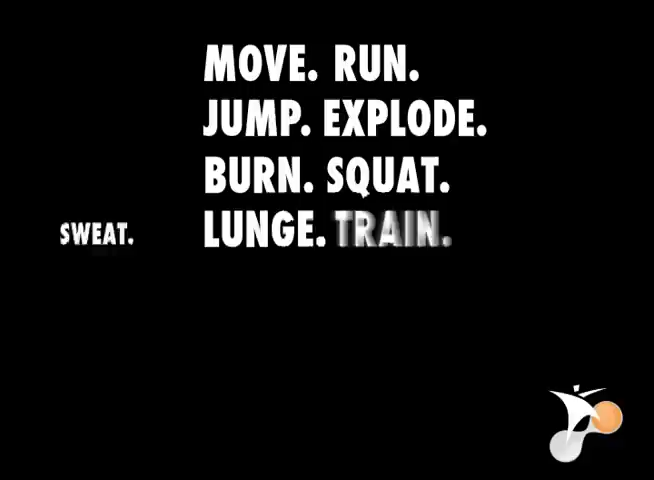 MOVE. RUN.
JUMP. EXPLODE.
BURN. SQUAT.
SWEAT. LUNGE. TRAIN.